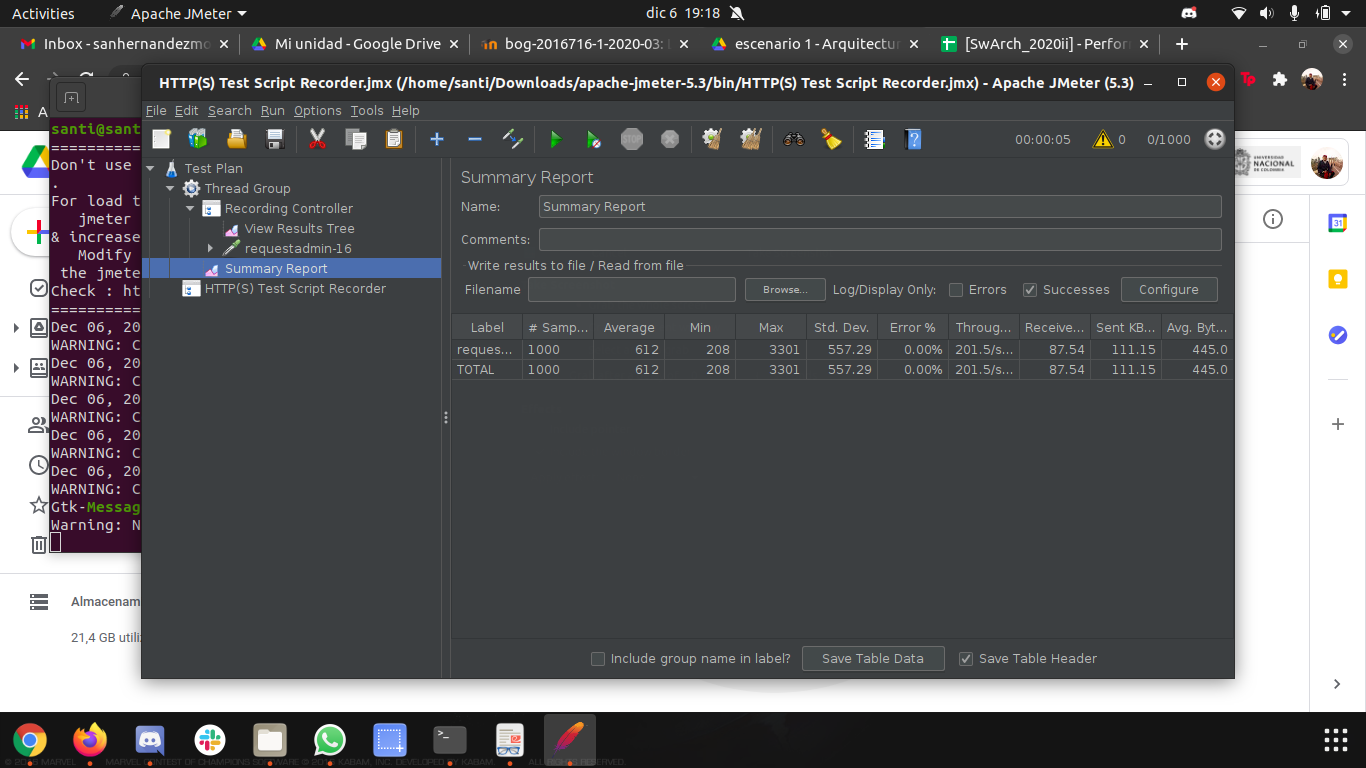 Activities
Apache JMeter
dic 6 19:18
Inbox - sanhernandezmo
Mi unidad - Google Drive
bog-2016716-1-2020-03:
escenario 1 - Arquitectur
[SwArch_2020ii] - Perfor
HTTP(S) Test Script Recorder.jmx (/home/santi/Downloads/apache-jmeter-5.3/bin/HTTP(S) Test Script Recorder.jmx) - Apache JMeter (5.3)
File Edit Search Run Options Tools Help
00:00:05 0 0/1000
santi@sant
==========
Don't use
.
For load t
jmeter
& increase
Modify
the jmete
Check : ht
==========
Dec 06, 20
WARNING: C
Dec 06, 20
WARNING: C
Dec 06, 20
WARNING: C
Dec 06, 20
WARNING: C
Dec 06, 20
WARNING: C
Gtk-Messag
Warning: N
Test Plan
Thread Group
Recording Controller
View Results Tree
requestadmin-16
Summary Report
HTTP(S) Test Script Recorder
Summary Report
Name: Summary Report
Comments:
Write results to file / Read from file
Filename Browse... Log/Display Only: Errors Successes Configure
Label # Samp... Average Min Max Std. Dev. Error % Throug... Receive... Sent KB... Avg. Byt...
reques... 1000 612 208 3301 557.29 0.00% 201.5/s... 87.54 111.15 445.0
TOTAL 1000 612 208 3301 557.29 0.00% 201.5/s... 87.54 111.15 445.0
Include group name in label? Save Table Data Save Table Header
UNIVERSIDAD
NACIONAL
DE COLOMBIA
31
Almacenam
21,4 GB utiliz